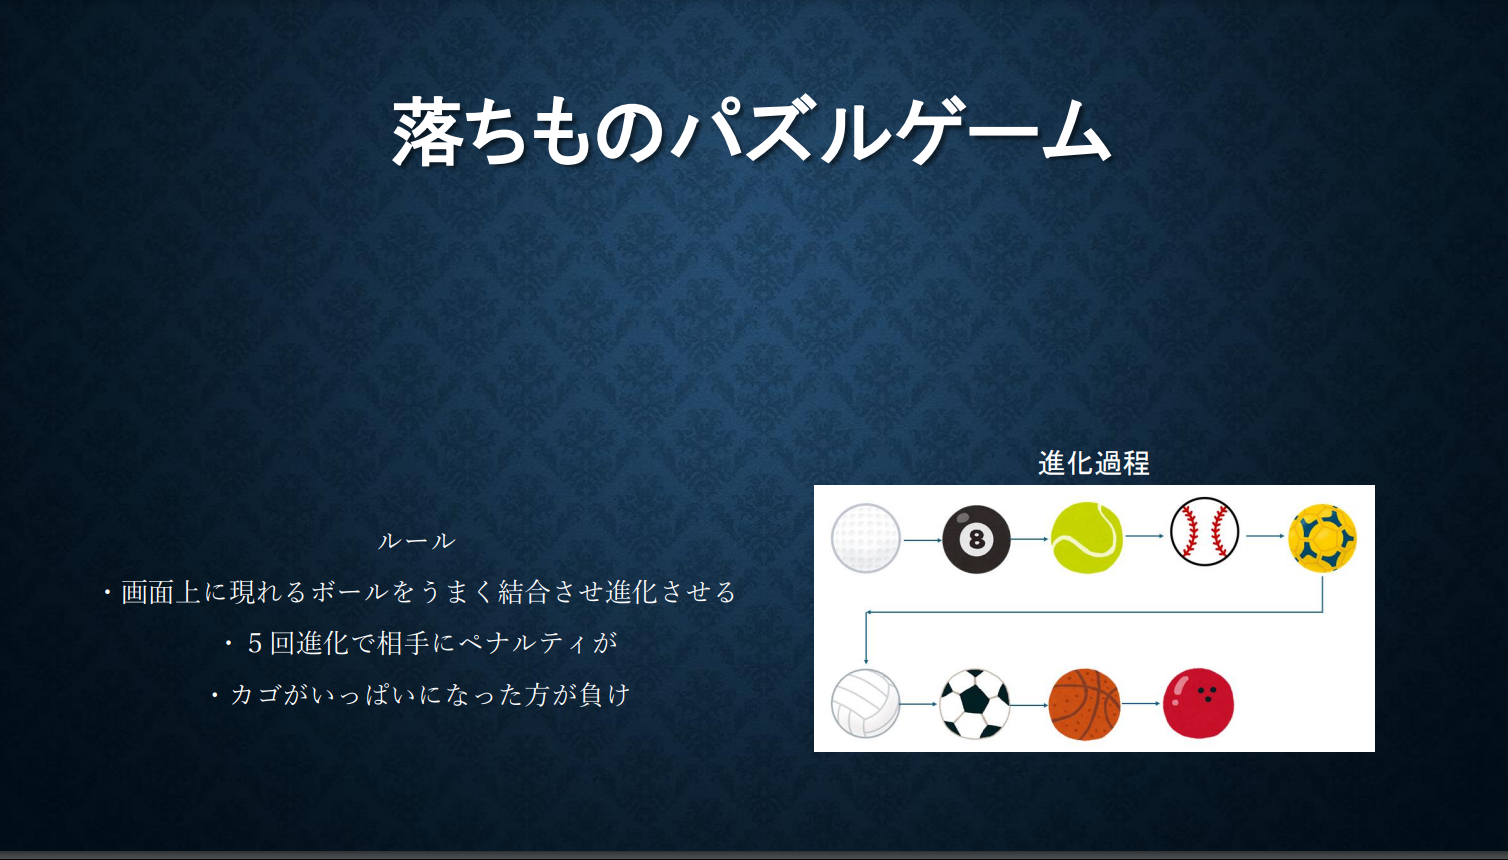 落ちものパズルゲーム
進化過程
8
ルール
・画面上に現れるボールをうまく結合させ進化させる
・５回進化で相手にペナルティが
・カゴがいっぱいになった方が負け